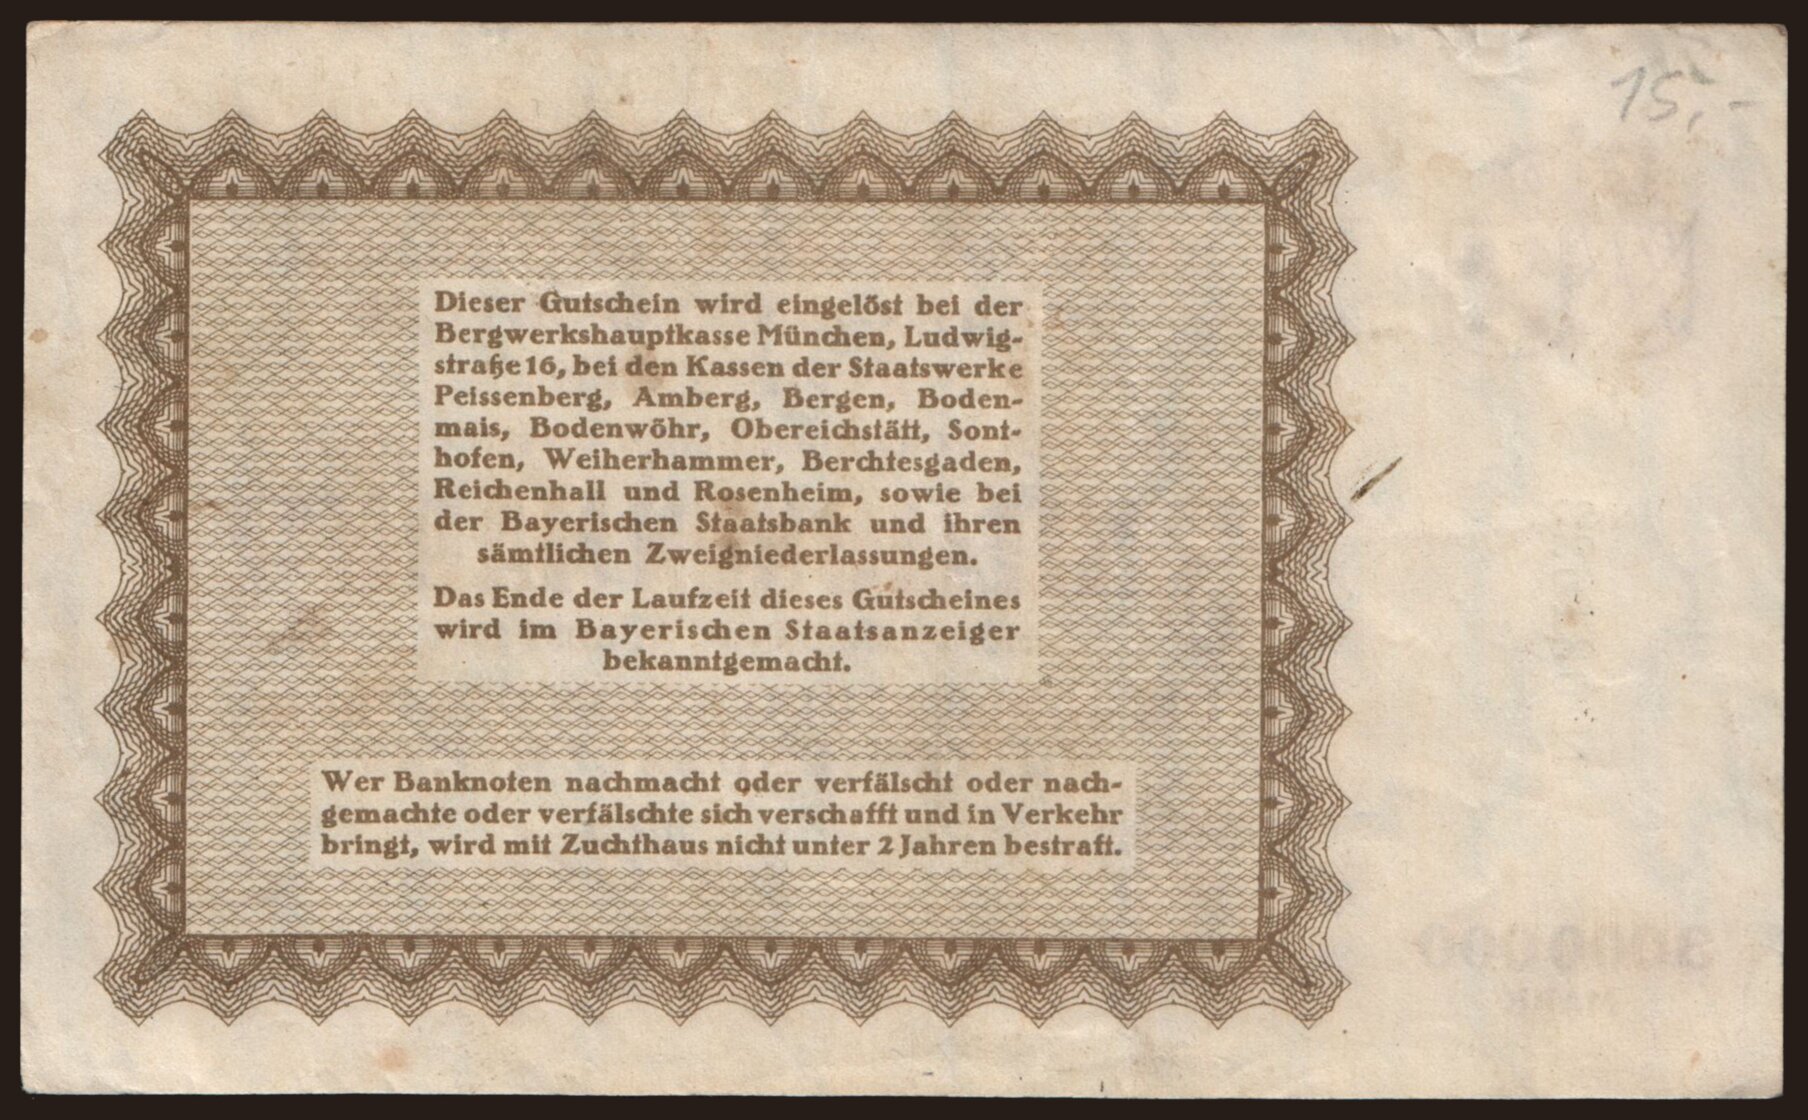 15,-
Dieser Gutschein wird eingelöst bei der
Bergwerkshauptkasse München, Ludwig-
straße 16, bei den Kassen der Staatswerke
Peissenberg, Amberg, Bergen, Boden-
mais, Bodenwöhr, Obereichstätt, Sont-
hofen, Weiherhammer, Berchtesgaden,
Reichenhall und Rosenheim, sowie bei
der Bayerischen Staatsbank und ihren
sämtlichen Zweigniederlassungen.
Das Ende der Laufzeit dieses Gutscheines
wird im Bayerischen Staatsanzeiger
bekanntgemacht.
Wer Banknoten nachmacht oder verfälscht oder nach-
gemachte oder verfälschte sich verschafft und in Verkehr
bringt, wird mit Zuchthaus nicht unter 2 Jahren bestraft.